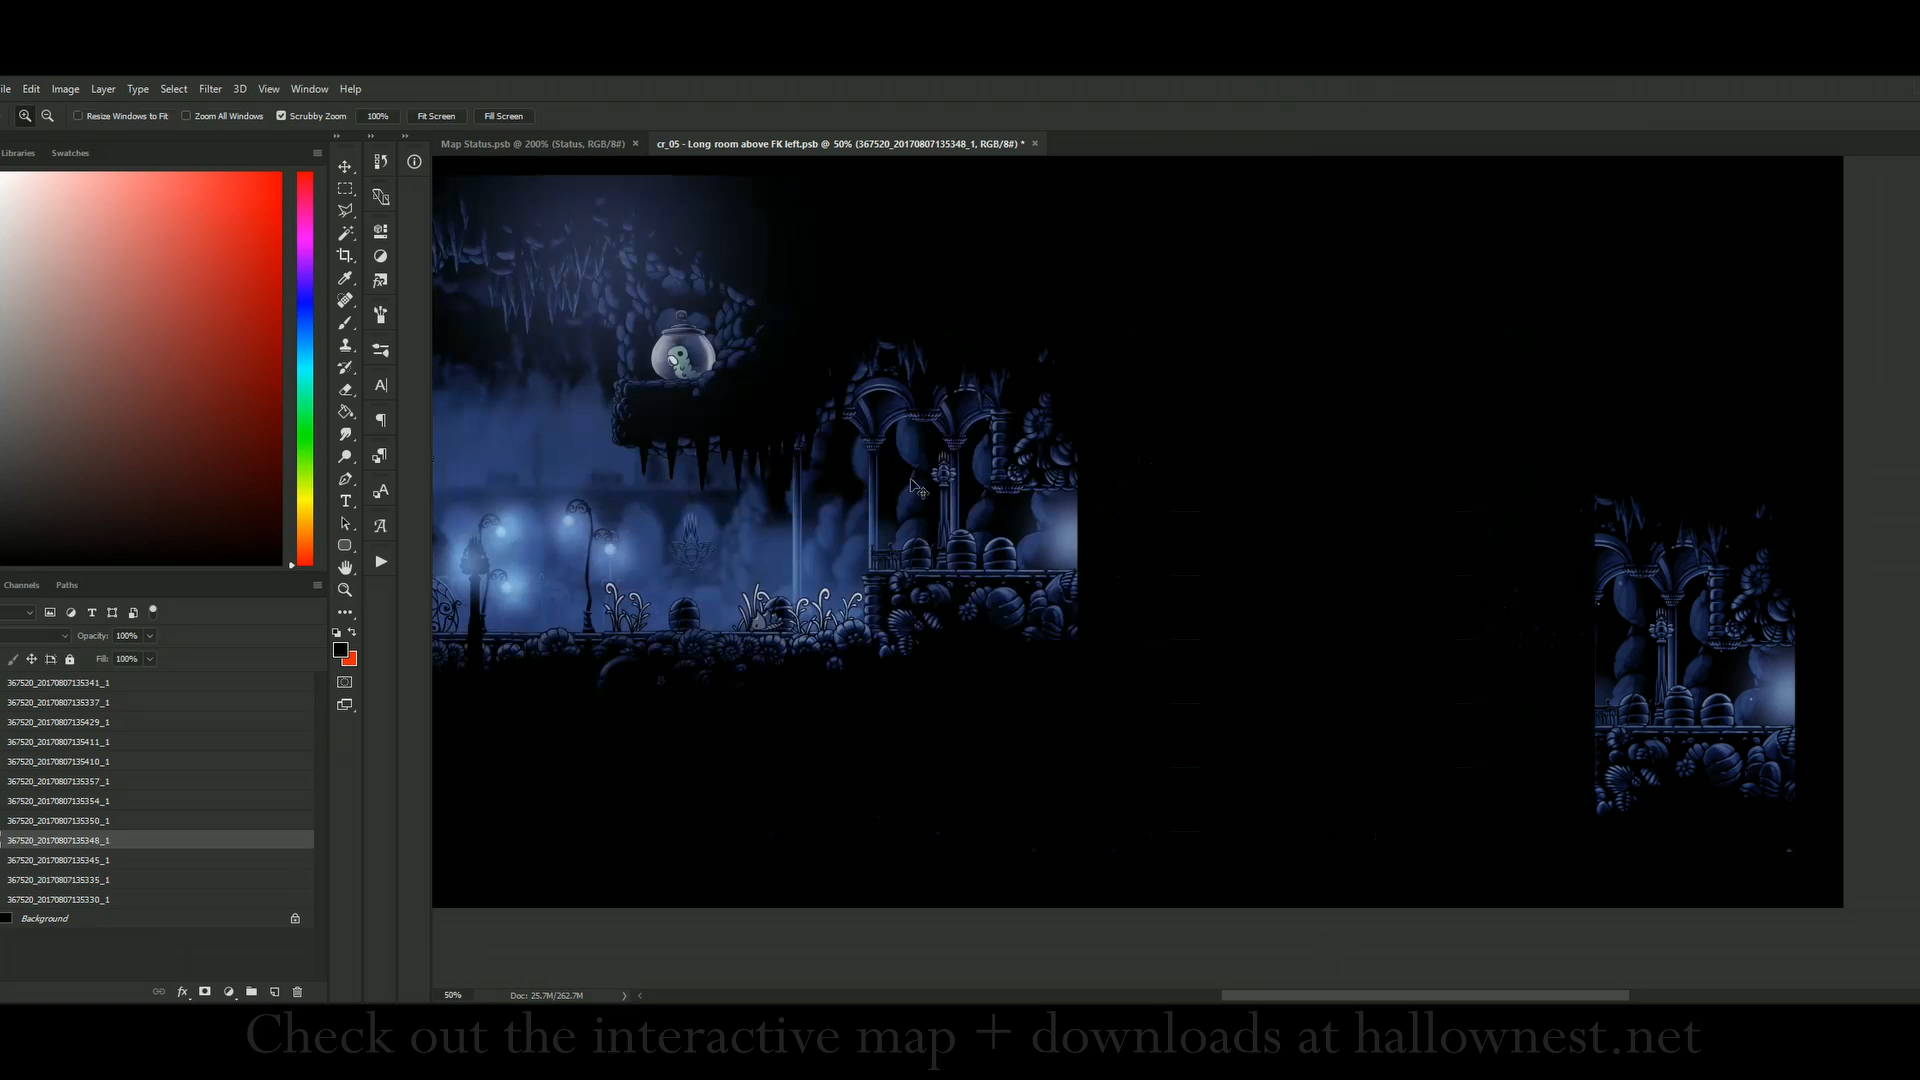 ile Edit Image Layer Type Select Filter 3D View Window Help
Resize Windows to Fit Zoom All Windows Scrubby Zoom 100% Fit Screen Fill Screen
Map Status.psb @ 200% (Status, RGB/8#) × cr_05 - Long room above FK left.psb @ 50% (367520_20170807135348_1, RGB/8#) * ×
Libraries Swatches
Channels Paths
Opacity: 100%
Fill: 100%
367520_20170807135341_1
367520_20170807135337_1
367520_20170807135429_1
367520_20170807135411_1
367520_20170807135410_1
367520_20170807135357_1
367520_20170807135354_1
367520_20170807135350_1
367520_20170807135348_1
367520_20170807135345_1
367520_20170807135335_1
367520_20170807135330_1
Background
50% Doc: 25.7M/262.7M
Check out the interactive map + downloads at hallownest.net